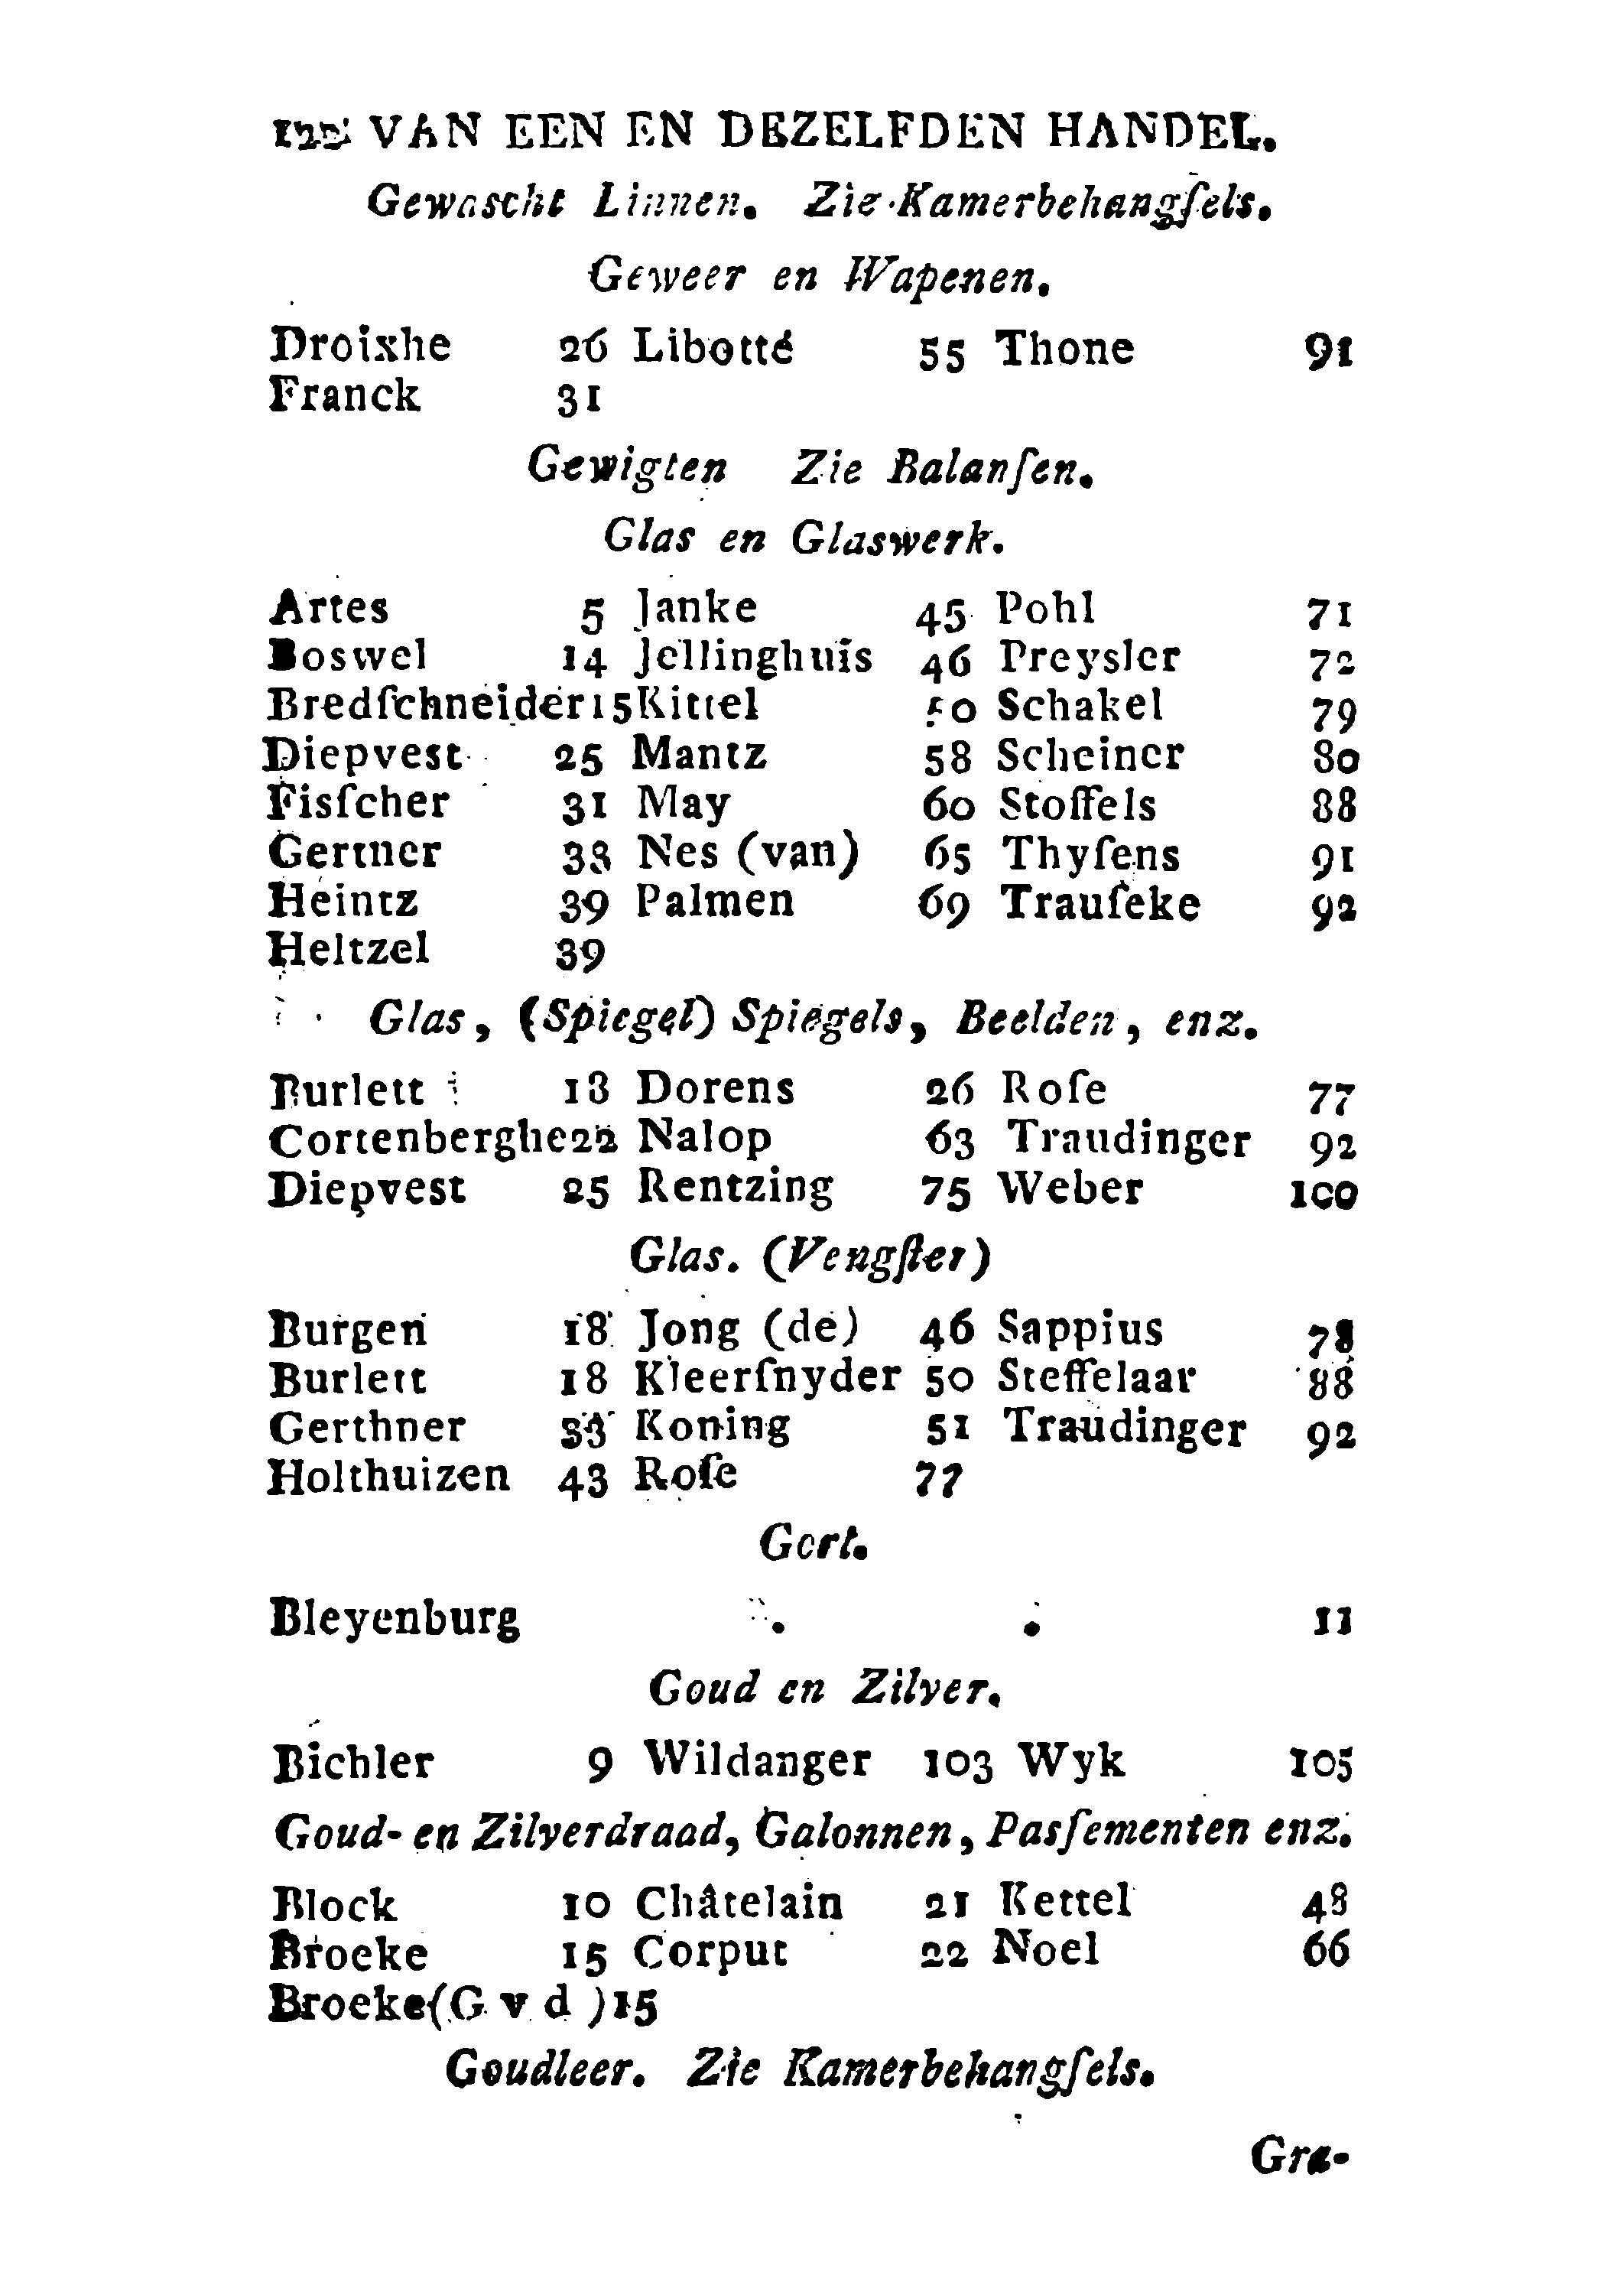 122 VAN EEN EN DEZELFDEN HANDEL.
Gewascht Linnen. Zie Kamerbehangſels.
Geweer en Wapenen.
Droixhe 26 Libotté 55 Thone 91
Franck 31
Gewigten Zie Balanſen.
Glas en Glaswerk.
Artes 5 Janke 45 Pohl 71
Boswel 14 Jellinghuis 46 Preysler 72
Bredſchneider 15 Kittel 50 Schakel 79
Diepvest 25 Mantz 58 Scheiner 80
Fisſcher 31 May 60 Stoffels 88
Gertner 33 Nes (van) 65 Thyſens 91
Heintz 39 Palmen 69 Trauſeke 92
Heltzel 39
Glas, (Spiegel) Spiegels, Beelden, enz.
Burlett 18 Dorens 26 Roſe 77
Cortenberghe 22 Nalop 63 Traudinger 92
Diepvest 25 Rentzing 75 Weber 100
Glas. (Vengſter)
Burgen 18 Jong (de) 46 Sappius 78
Burlett 18 Kleerſnyder 50 Steffelaar 88
Gerthner 33 Koning 51 Traudinger 92
Holthuizen 43 Roſe 77
Gort.
Bleyenburg . . 11
Goud en Zilver.
Bichler 9 Wildanger 103 Wyk 105
Goud- en Zilverdraad, Galonnen, Pasſementen enz.
Block 10 Châtelain 21 Kettel 48
Broeke 15 Corput 22 Noel 66
Broeke (G v d ) 15
Goudleer. Zie Kamerbehangſels.
Gra-